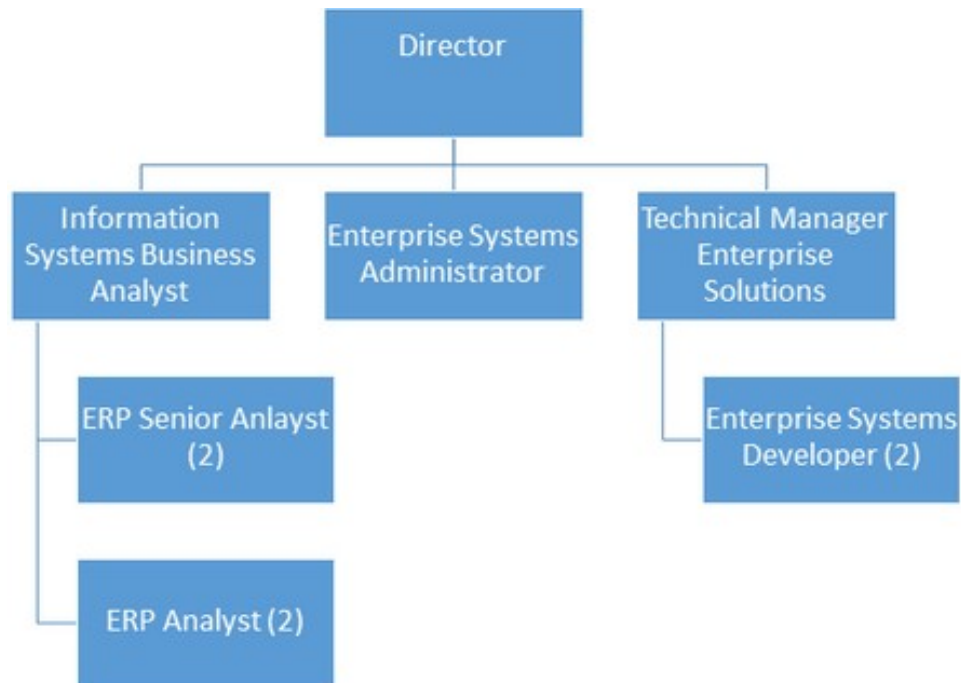 Director
Information
Systems Business
Analyst
Enterprise Systems
Administrator
Technical Manager
Enterprise
Solutions
ERP Senior Anlayst
(2)
Enterprise Systems
Developer (2)
ERP Analyst (2)